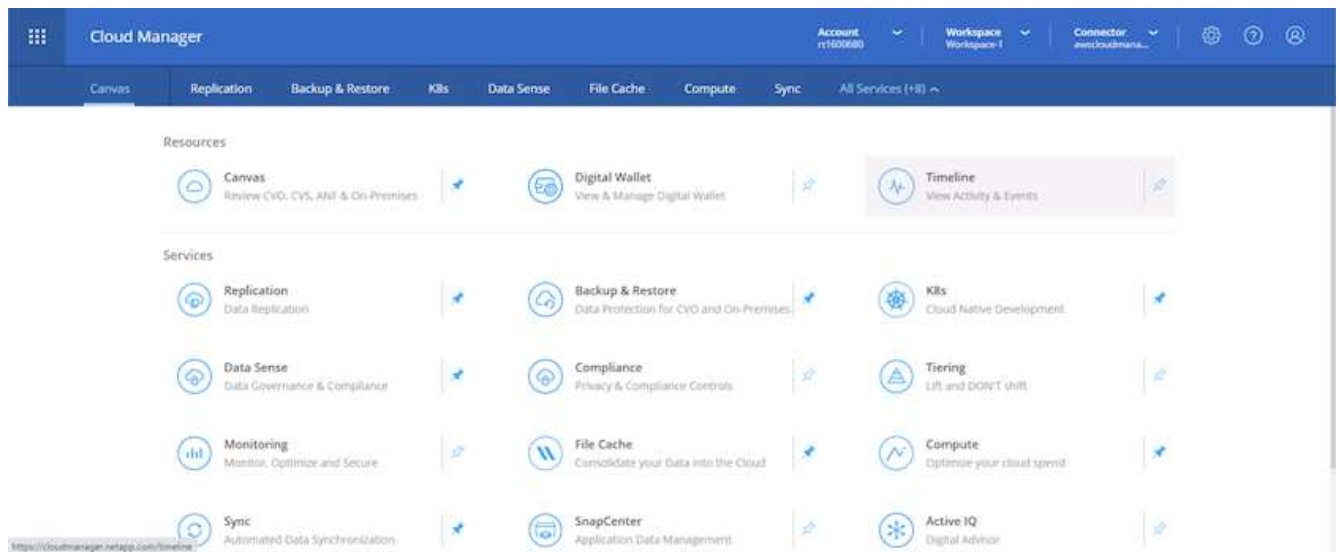 Cloud Manager
Account
rr1600680
Workspace
Workspace-1
Connector
awscloudmana...
Canvas Replication Backup & Restore K8s Data Sense File Cache Compute Sync All Services (+8)
Resources
Canvas
Review CVO, CVS, ANF & On-Premises
Digital Wallet
View & Manage Digital Wallet
Timeline
View Activity & Events
Services
Replication
Data Replication
Backup & Restore
Data Protection for CVO and On-Premises
K8s
Cloud Native Development
Data Sense
Data Governance & Compliance
Compliance
Privacy & Compliance Controls
Tiering
Lift and DON'T shift
Monitoring
Monitor, Optimize and Secure
File Cache
Consolidate your Data into the Cloud
Compute
Optimize your cloud spend
Sync
Automated Data Synchronization
SnapCenter
Application Data Management
Active IQ
Digital Advisor
https://cloudmanager.netapp.com/timeline